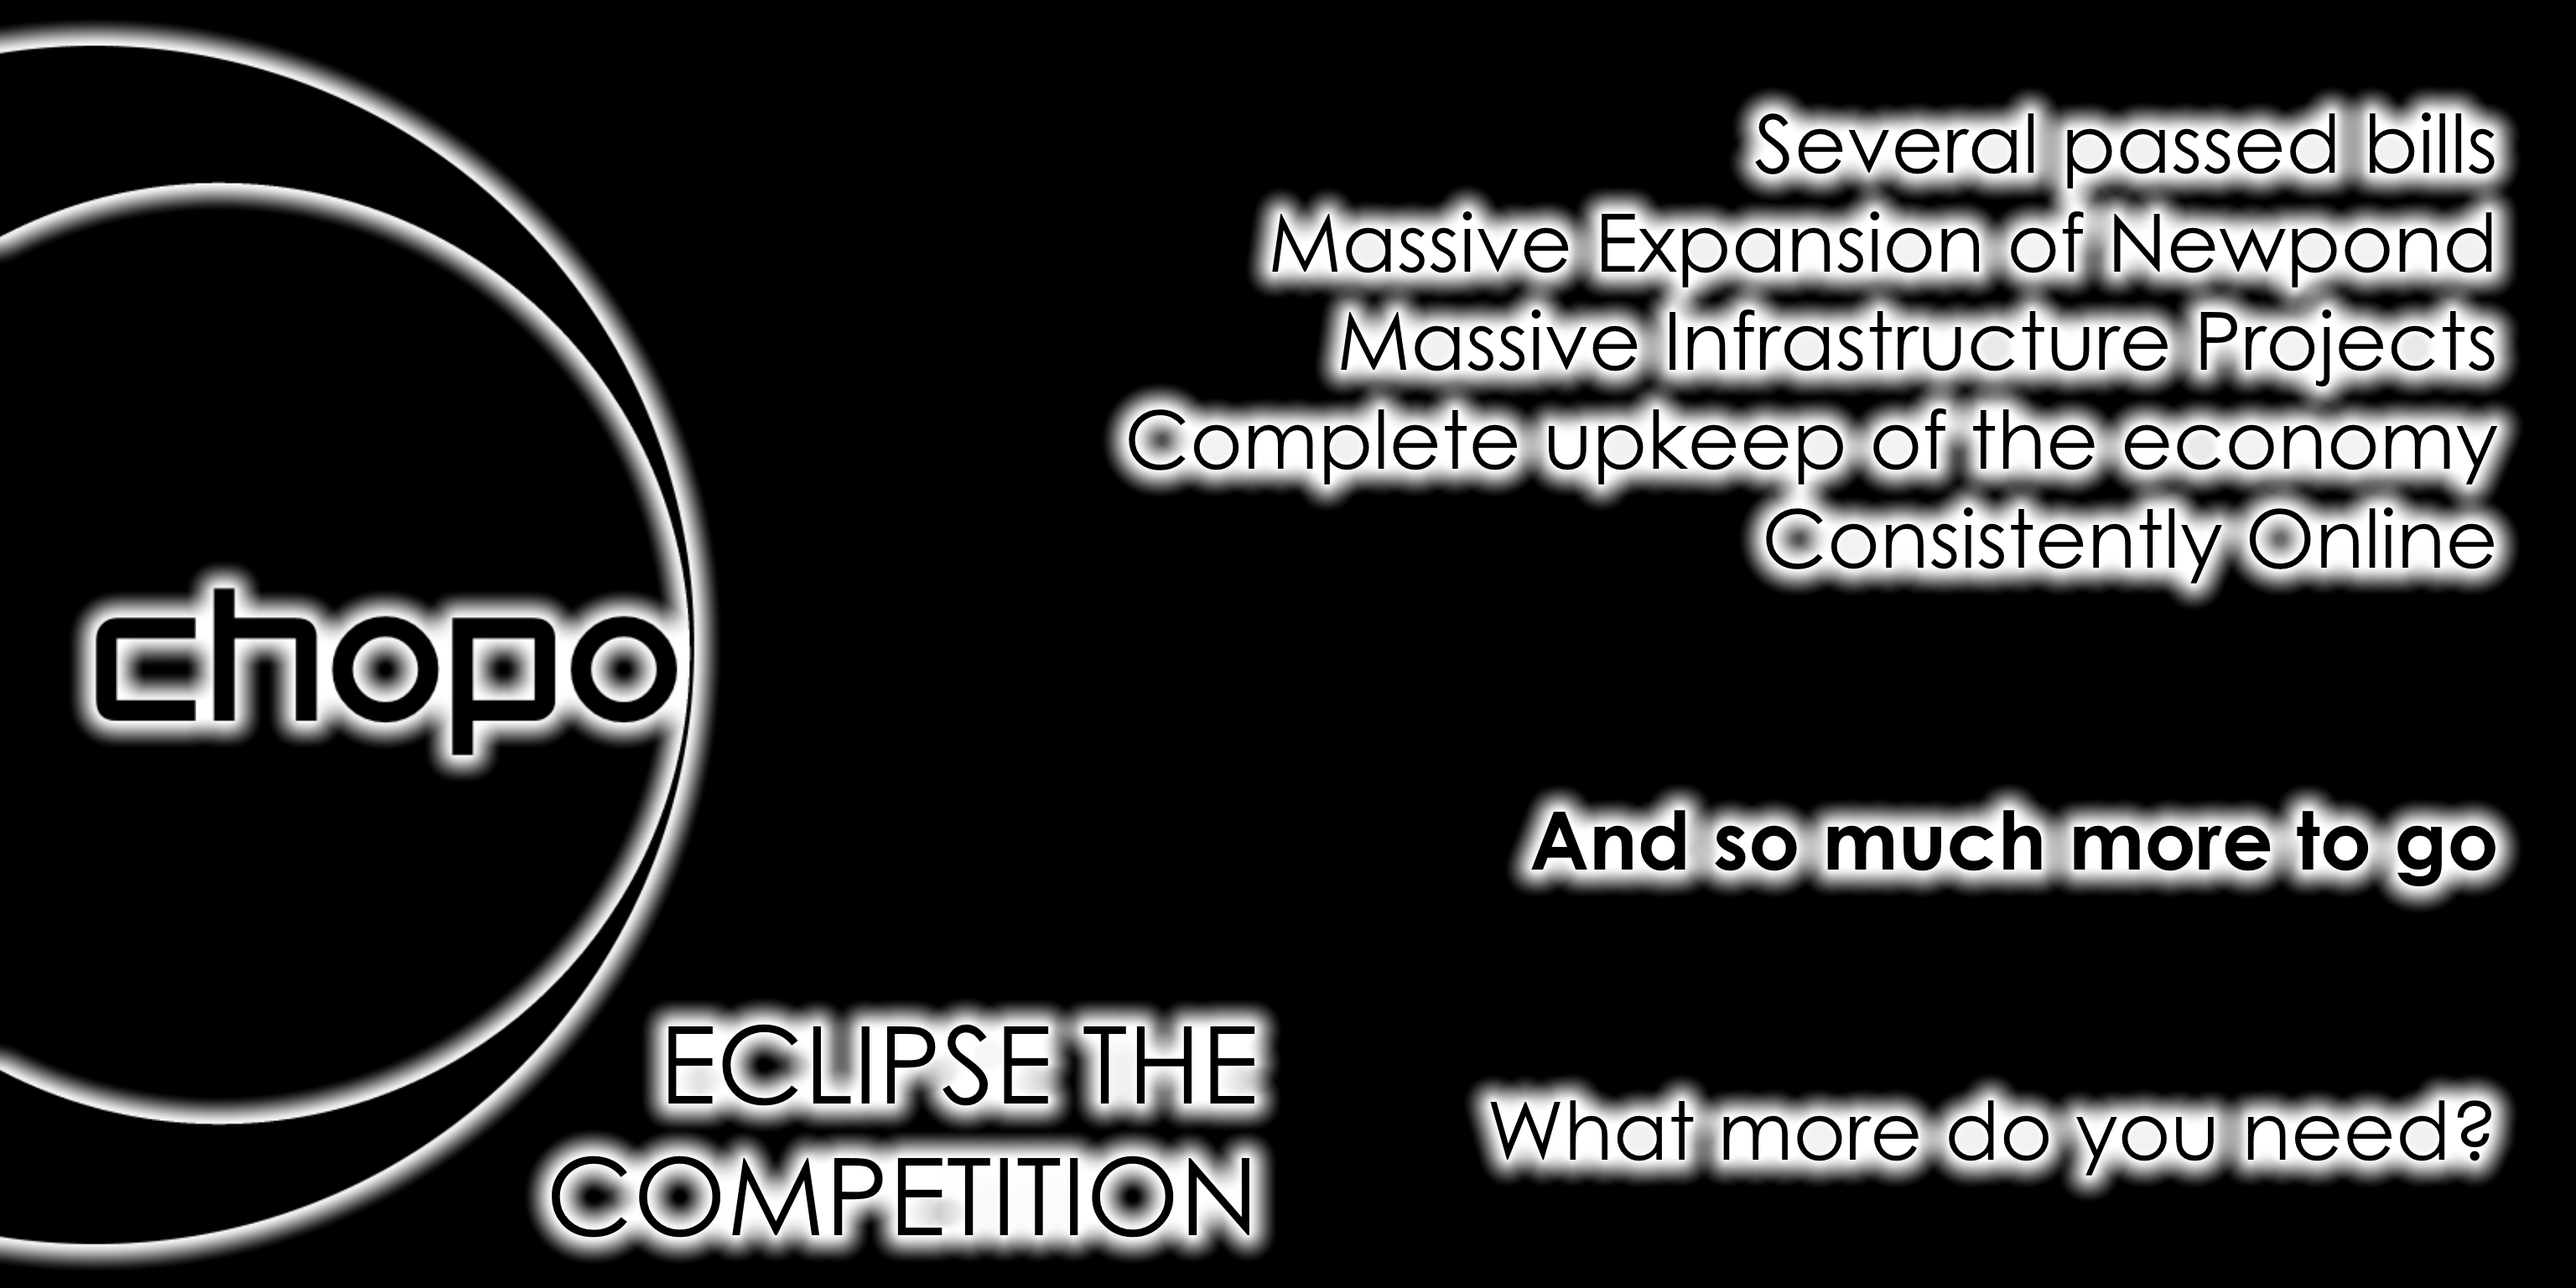 chopo
ECLIPSE THE
COMPETITION
Several passed bills
Massive Expansion of Newpond
Massive Infrastructure Projects
Complete upkeep of the economy
Consistently Online
And so much more to go
What more do you need?